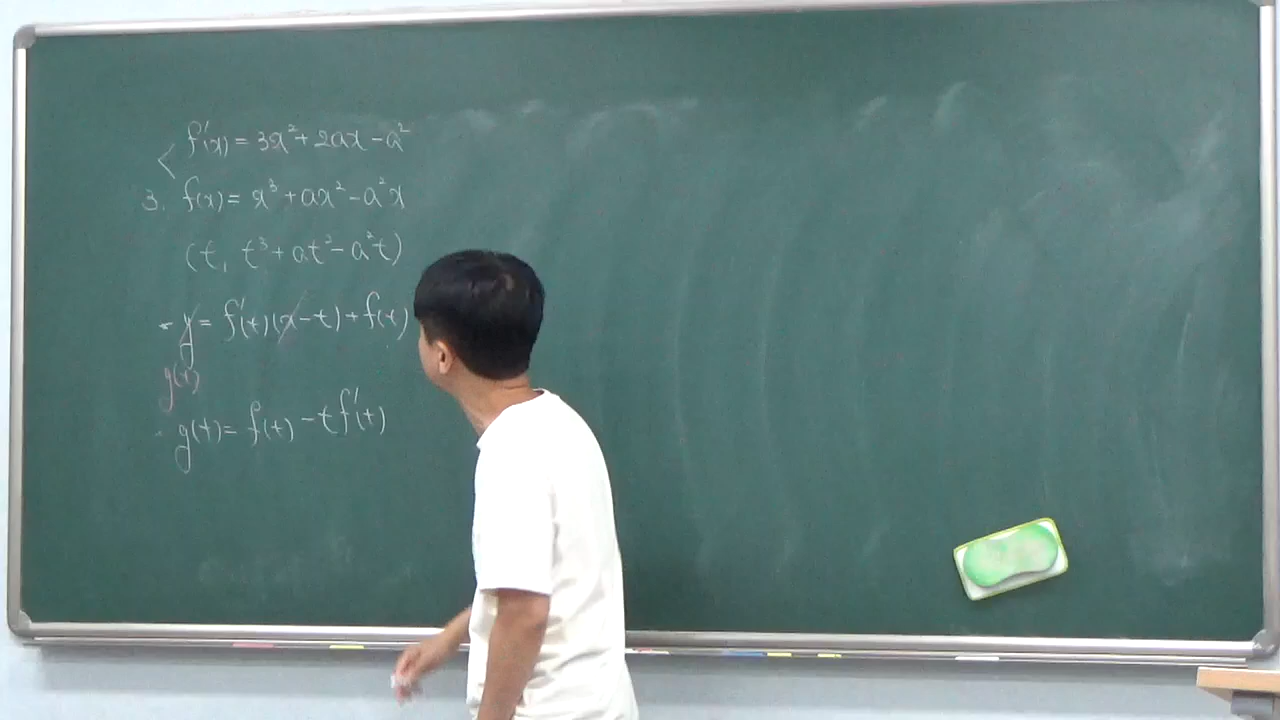 f'(x) = 3x² + 2ax - a²
3. f(x) = x³ + ax² - a²x
(t, t³ + at² - a²t)
- y = f'(t)(x - t) + f(t)
g(t)
- g(t) = f(t) - t f'(t)